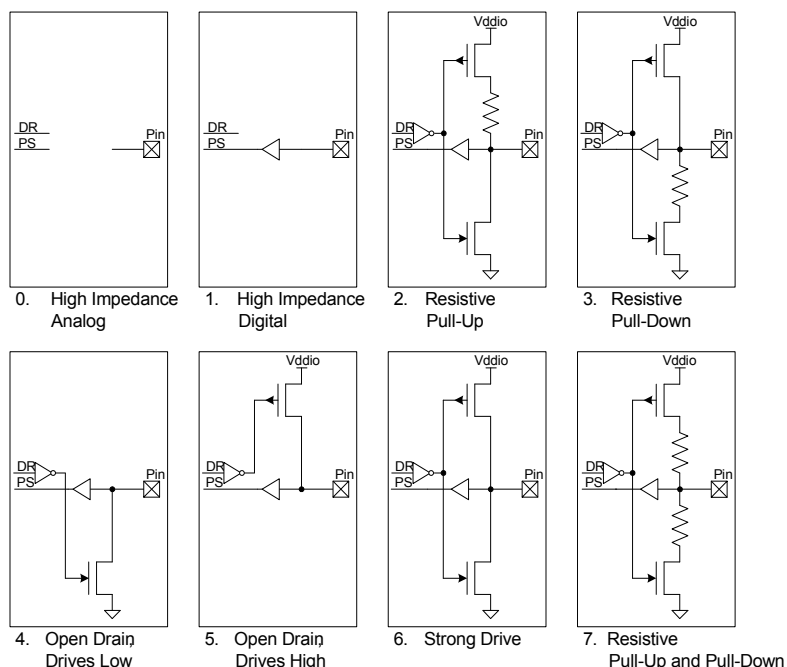 Vddio
Vddio
DR
PS
Pin
DR
PS
Pin
DR
PS
Pin
DR
PS
Pin
0. High Impedance
Analog
1. High Impedance
Digital
2. Resistive
Pull-Up
3. Resistive
Pull-Down
Vddio
Vddio
Vddio
DR
PS
Pin
DR
PS
Pin
DR
PS
Pin
DR
PS
Pin
4. Open Drain,
Drives Low
5. Open Drain,
Drives High
6. Strong Drive
7. Resistive
Pull-Up and Pull-Down